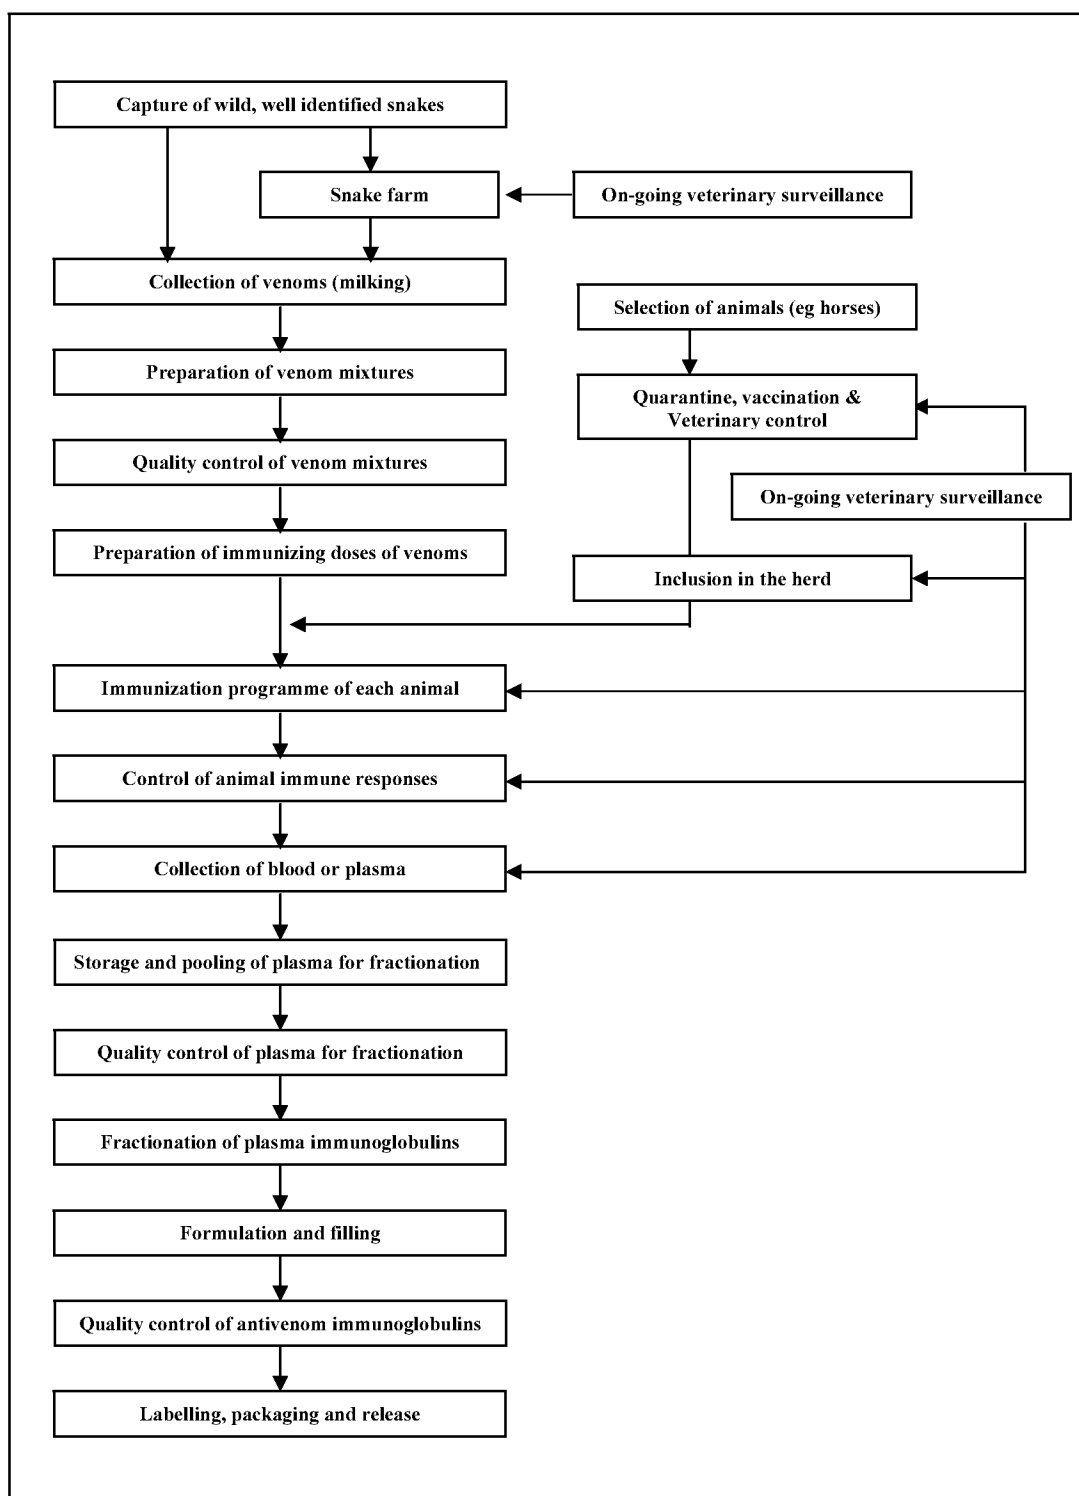 Capture of wild, well identified snakes
Snake farm
On-going veterinary surveillance
Collection of venoms (milking)
Selection of animals (eg horses)
Preparation of venom mixtures
Quarantine, vaccination &
Veterinary control
Quality control of venom mixtures
On-going veterinary surveillance
Preparation of immunizing doses of venoms
Inclusion in the herd
Immunization programme of each animal
Control of animal immune responses
Collection of blood or plasma
Storage and pooling of plasma for fractionation
Quality control of plasma for fractionation
Fractionation of plasma immunoglobulins
Formulation and filling
Quality control of antivenom immunoglobulins
Labelling, packaging and release